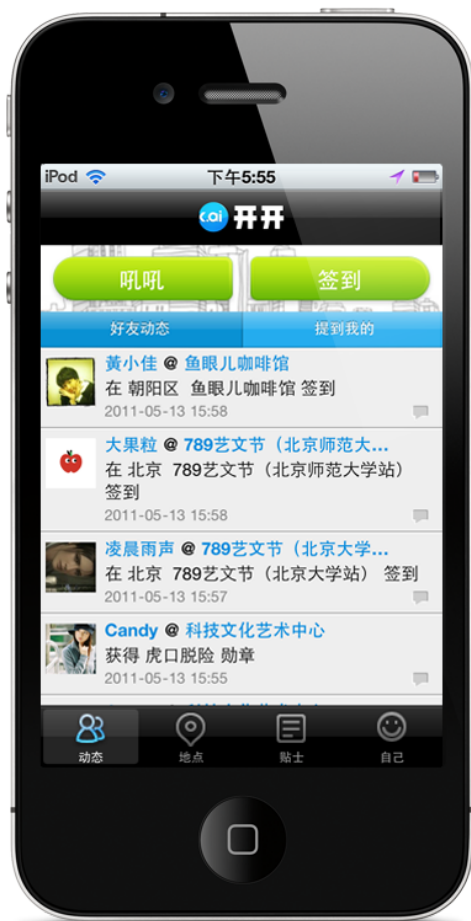 iPod 下午5:55
k.ai 开开
吼吼 签到
好友动态 提到我的
黃小佳 @ 鱼眼儿咖啡馆
在 朝阳区 鱼眼儿咖啡馆 签到
2011-05-13 15:58
大果粒 @ 789艺文节（北京师范大...
在 北京 789艺文节（北京师范大学站）
签到
2011-05-13 15:58
凌晨雨声 @ 789艺文节（北京大学...
在 北京 789艺文节（北京大学站） 签到
2011-05-13 15:57
Candy @ 科技文化艺术中心
获得 虎口脱险 勋章
2011-05-13 15:55
动态 地点 贴士 自己